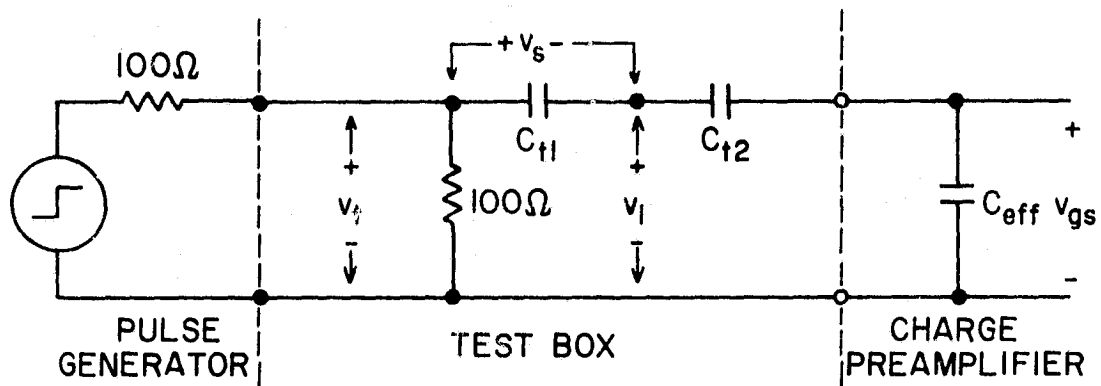 + vs -
100Ω
Ct1
Ct2
+
vt
-
100Ω
+
v1
-
+
Ceff vgs
-
PULSE
GENERATOR
TEST BOX
CHARGE
PREAMPLIFIER